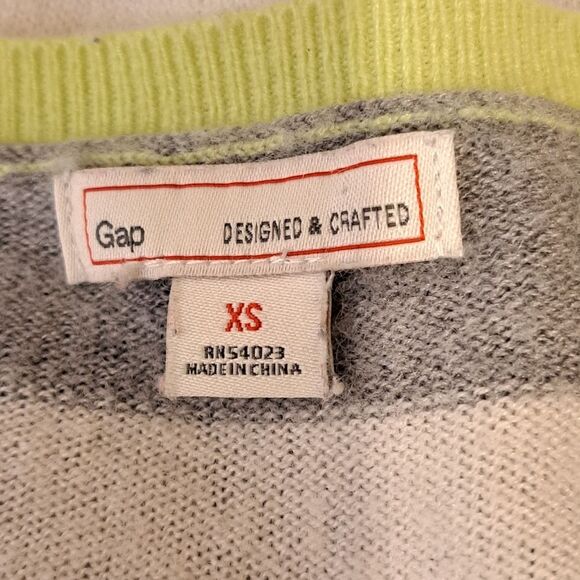 Gap DESIGNED & CRAFTED
XS
RN54023
MADE IN CHINA